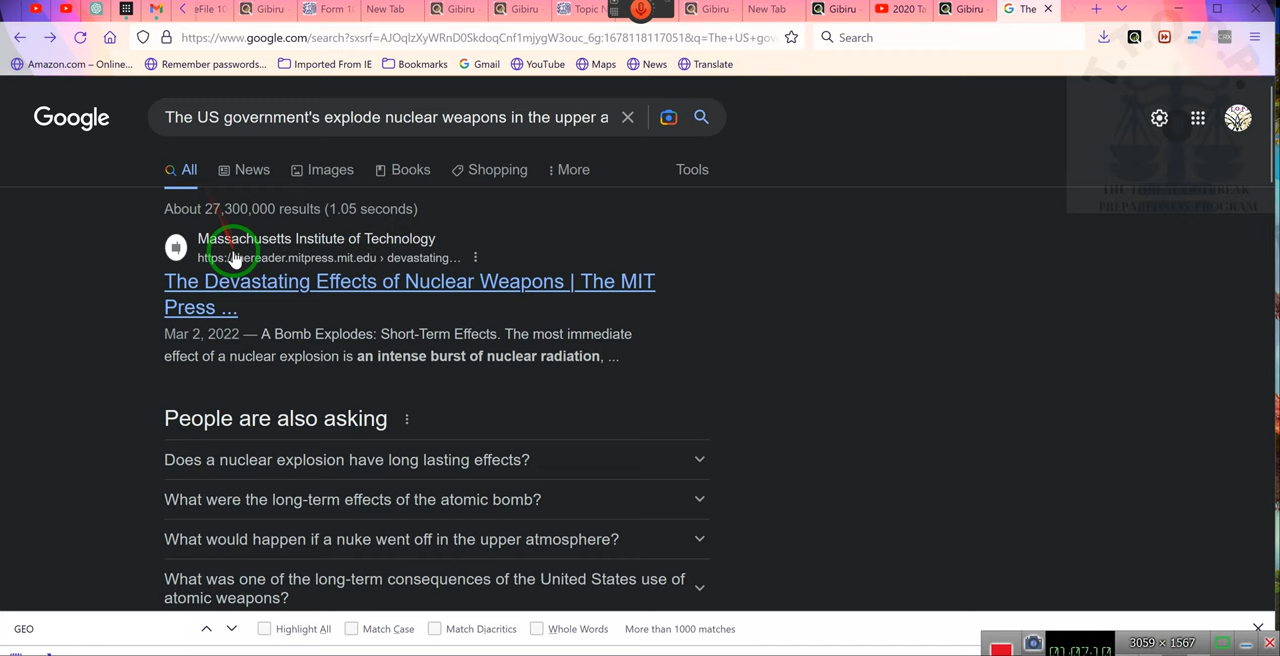 eFile 10
Gibiru
Form 1
New Tab
Gibiru
Gibiru
Topic N
Gibiru
New Tab
Gibiru
2020 Ta
Gibiru
The
https://www.google.com/search?sxsrf=AJOqlzXyWRnD0SkdoqCnf1mjygW3ouc_6g:1678118117051&q=The+US+gov
Search
Amazon.com – Online...
Remember passwords...
Imported From IE
Bookmarks
Gmail
YouTube
Maps
News
Translate
T.O.R.P.
THE THREAT OUTBREAK
PREPAREDNESS PROGRAM
Google
The US government's explode nuclear weapons in the upper a
All
News
Images
Books
Shopping
More
Tools
About 27,300,000 results (1.05 seconds)
Massachusetts Institute of Technology
https://thereader.mitpress.mit.edu › devastating...
The Devastating Effects of Nuclear Weapons | The MIT
Press ...
Mar 2, 2022 — A Bomb Explodes: Short-Term Effects. The most immediate
effect of a nuclear explosion is an intense burst of nuclear radiation, ...
People are also asking
Does a nuclear explosion have long lasting effects?
What were the long-term effects of the atomic bomb?
What would happen if a nuke went off in the upper atmosphere?
What was one of the long-term consequences of the United States use of
atomic weapons?
GEO
Highlight All
Match Case
Match Diacritics
Whole Words
More than 1000 matches
3059 × 1567